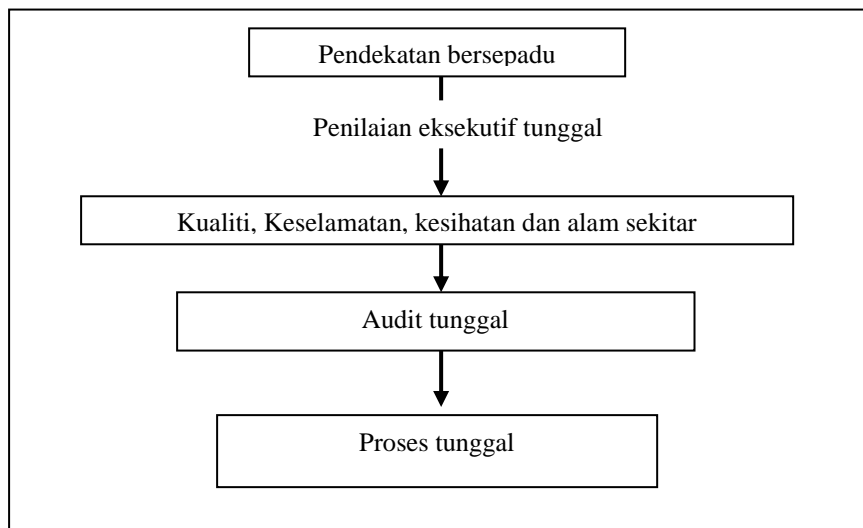 Pendekatan bersepadu
Penilaian eksekutif tunggal
Kualiti, Keselamatan, kesihatan dan alam sekitar
Audit tunggal
Proses tunggal